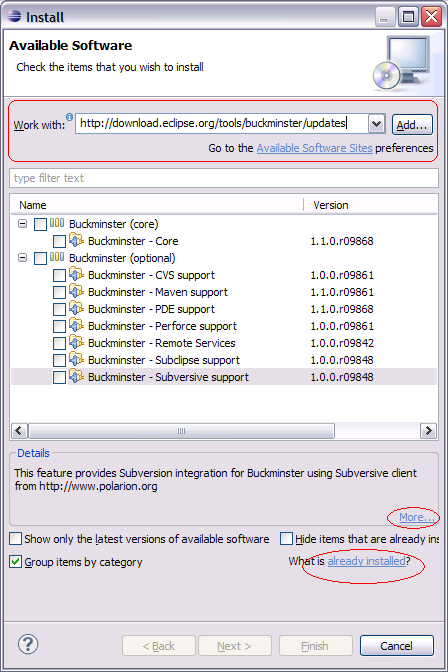 Install
Available Software
Check the items that you wish to install
Work with: http://download.eclipse.org/tools/buckminster/updates Add...
Go to the Available Software Sites preferences
type filter text
Name Version
Buckminster (core)
Buckminster - Core 1.1.0.r09868
Buckminster (optional)
Buckminster - CVS support 1.0.0.r09861
Buckminster - Maven support 1.1.0.r09861
Buckminster - PDE support 1.1.0.r09868
Buckminster - Perforce support 1.0.0.r09861
Buckminster - Remote Services 1.0.0.r09842
Buckminster - Subclipse support 1.0.0.r09848
Buckminster - Subversive support 1.0.0.r09848
Details
This feature provides Subversion integration for Buckminster using Subversive client
from http://www.polarion.org
More...
Show only the latest versions of available software Hide items that are already ins
Group items by category What is already installed?
? < Back Next > Finish Cancel